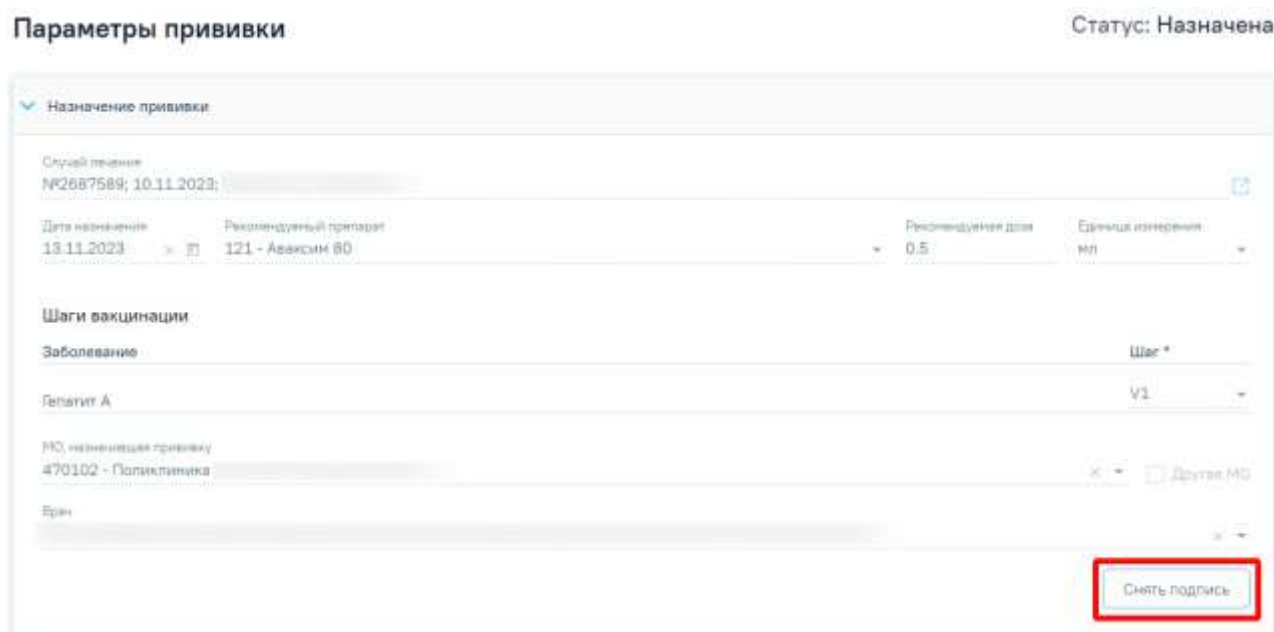 Параметры прививки
Статус: Назначена
Назначение прививки
Случай лечения
№2687589; 10.11.2023;
Дата назначения Рекомендуемый препарат Рекомендуемая доза Единица измерения
13.11.2023 121 - Аваксим 80 0.5 мл
Шаги вакцинации
Заболевание Шаг *
Гепатит А V1
МО, назначившая прививку
470102 - Поликлиника Другая МО
Врач
Снять подпись